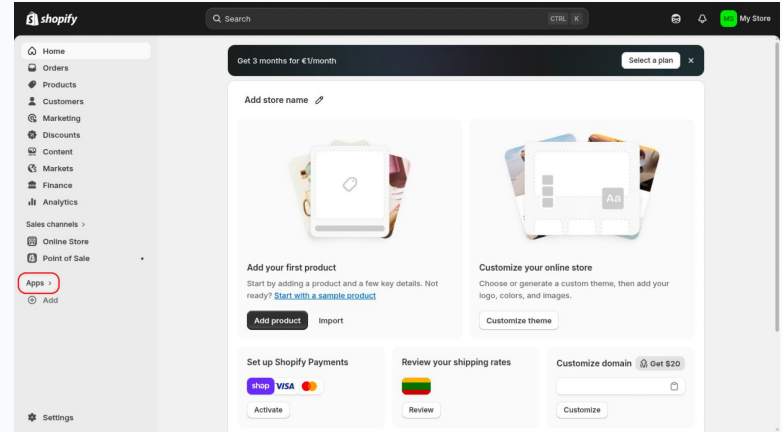 shopify
Search
CTRL K
MS My Store
Home
Orders
Products
Customers
Marketing
Discounts
Content
Markets
Finance
Analytics
Sales channels >
Online Store
Point of Sale
Apps >
Add
Settings
Get 3 months for €1/month
Select a plan
Add store name
Add your first product
Start by adding a product and a few key details. Not
ready? Start with a sample product
Add product Import
Aa
Customize your online store
Choose or generate a custom theme, then add your
logo, colors, and images.
Customize theme
Set up Shopify Payments
shop VISA
Activate
Review your shipping rates
Review
Customize domain Get $20
Customize